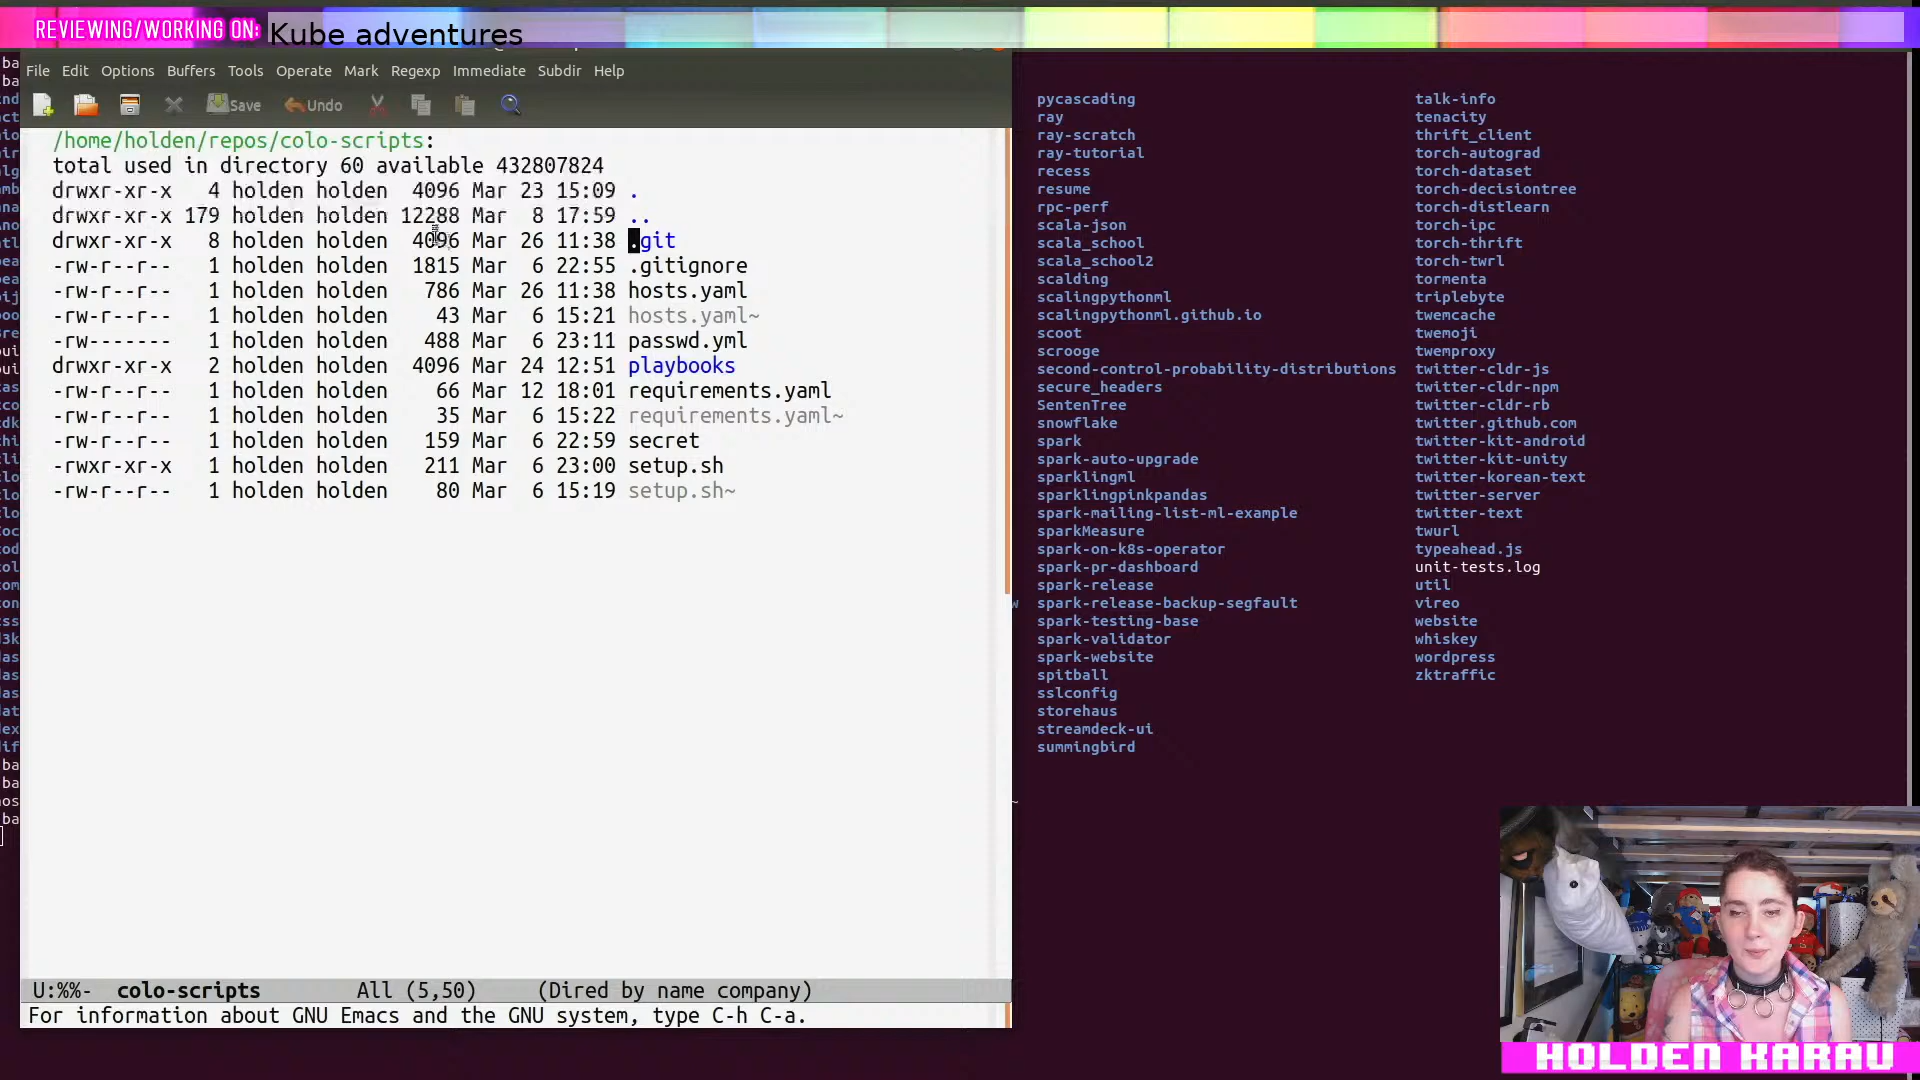 REVIEWING/WORKING ON: Kube adventures
File Edit Options Buffers Tools Operate Mark Regexp Immediate Subdir Help
Save Undo
/home/holden/repos/colo-scripts:
total used in directory 60 available 432807824
drwxr-xr-x 4 holden holden 4096 Mar 23 15:09 .
drwxr-xr-x 179 holden holden 12288 Mar 8 17:59 ..
drwxr-xr-x 8 holden holden 4096 Mar 26 11:38 .git
-rw-r--r-- 1 holden holden 1815 Mar 6 22:55 .gitignore
-rw-r--r-- 1 holden holden 786 Mar 26 11:38 hosts.yaml
-rw-r--r-- 1 holden holden 43 Mar 6 15:21 hosts.yaml~
-rw------- 1 holden holden 488 Mar 6 23:11 passwd.yml
drwxr-xr-x 2 holden holden 4096 Mar 24 12:51 playbooks
-rw-r--r-- 1 holden holden 66 Mar 12 18:01 requirements.yaml
-rw-r--r-- 1 holden holden 35 Mar 6 15:22 requirements.yaml~
-rw-r--r-- 1 holden holden 159 Mar 6 22:59 secret
-rwxr-xr-x 1 holden holden 211 Mar 6 23:00 setup.sh
-rw-r--r-- 1 holden holden 80 Mar 6 15:19 setup.sh~
U:%%- colo-scripts All (5,50) (Dired by name company)
For information about GNU Emacs and the GNU system, type C-h C-a.
pycascading
ray
ray-scratch
ray-tutorial
recess
resume
rpc-perf
scala-json
scala_school
scala_school2
scalding
scalingpythonml
scalingpythonml.github.io
scoot
scrooge
second-control-probability-distributions
secure_headers
SentenTree
snowflake
spark
spark-auto-upgrade
sparklingml
sparklingpinkpandas
spark-mailing-list-ml-example
sparkMeasure
spark-on-k8s-operator
spark-pr-dashboard
spark-release
spark-release-backup-segfault
spark-testing-base
spark-validator
spark-website
spitball
sslconfig
storehaus
streamdeck-ui
summingbird
talk-info
tenacity
thrift_client
torch-autograd
torch-dataset
torch-decisiontree
torch-distlearn
torch-ipc
torch-thrift
torch-twrl
tormenta
triplebyte
twemcache
twemoji
twemproxy
twitter-cldr-js
twitter-cldr-npm
twitter-cldr-rb
twitter.github.com
twitter-kit-android
twitter-kit-unity
twitter-korean-text
twitter-server
twitter-text
twurl
typeahead.js
unit-tests.log
util
vireo
website
whiskey
wordpress
zktraffic
HOLDEN KARAU